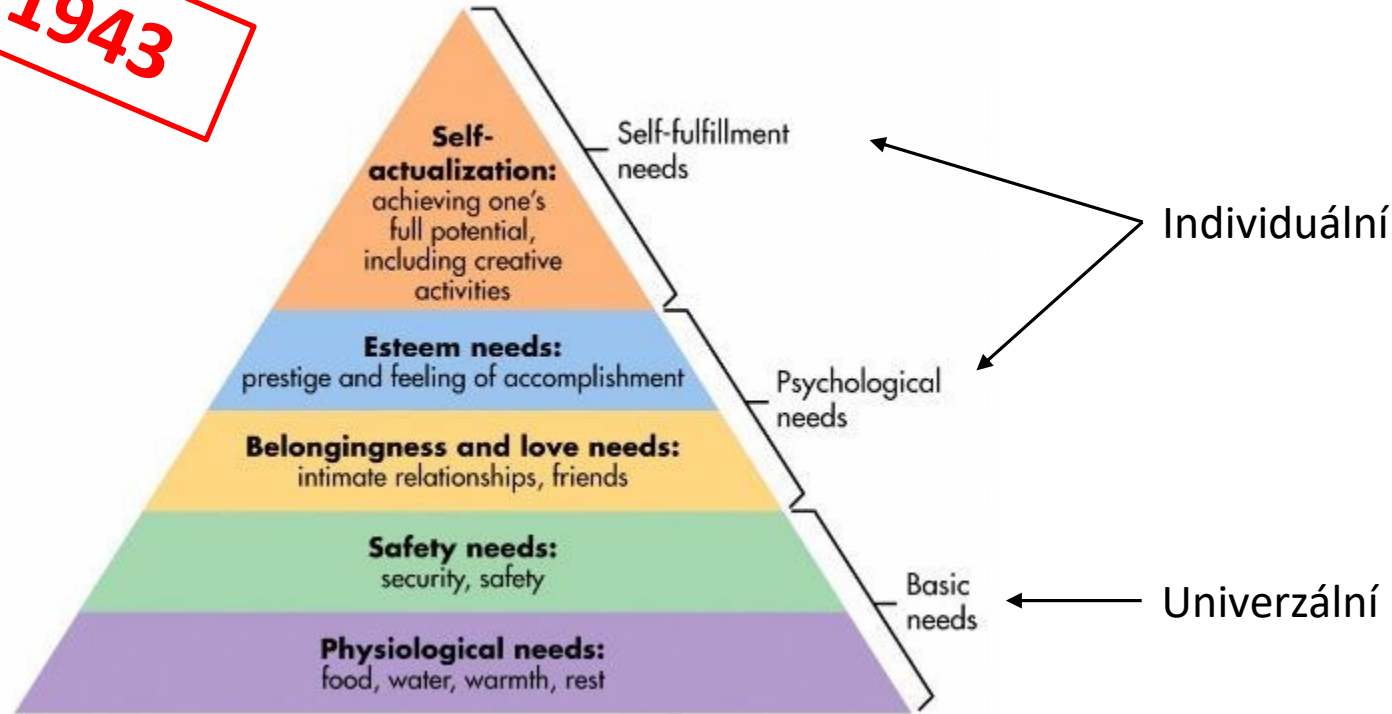 1943
Self-
actualization:
achieving one's
full potential,
including creative
activities
Self-fulfillment
needs
Individuální
Esteem needs:
prestige and feeling of accomplishment
Psychological
needs
Belongingness and love needs:
intimate relationships, friends
Safety needs:
security, safety
Basic
needs
Univerzální
Physiological needs:
food, water, warmth, rest